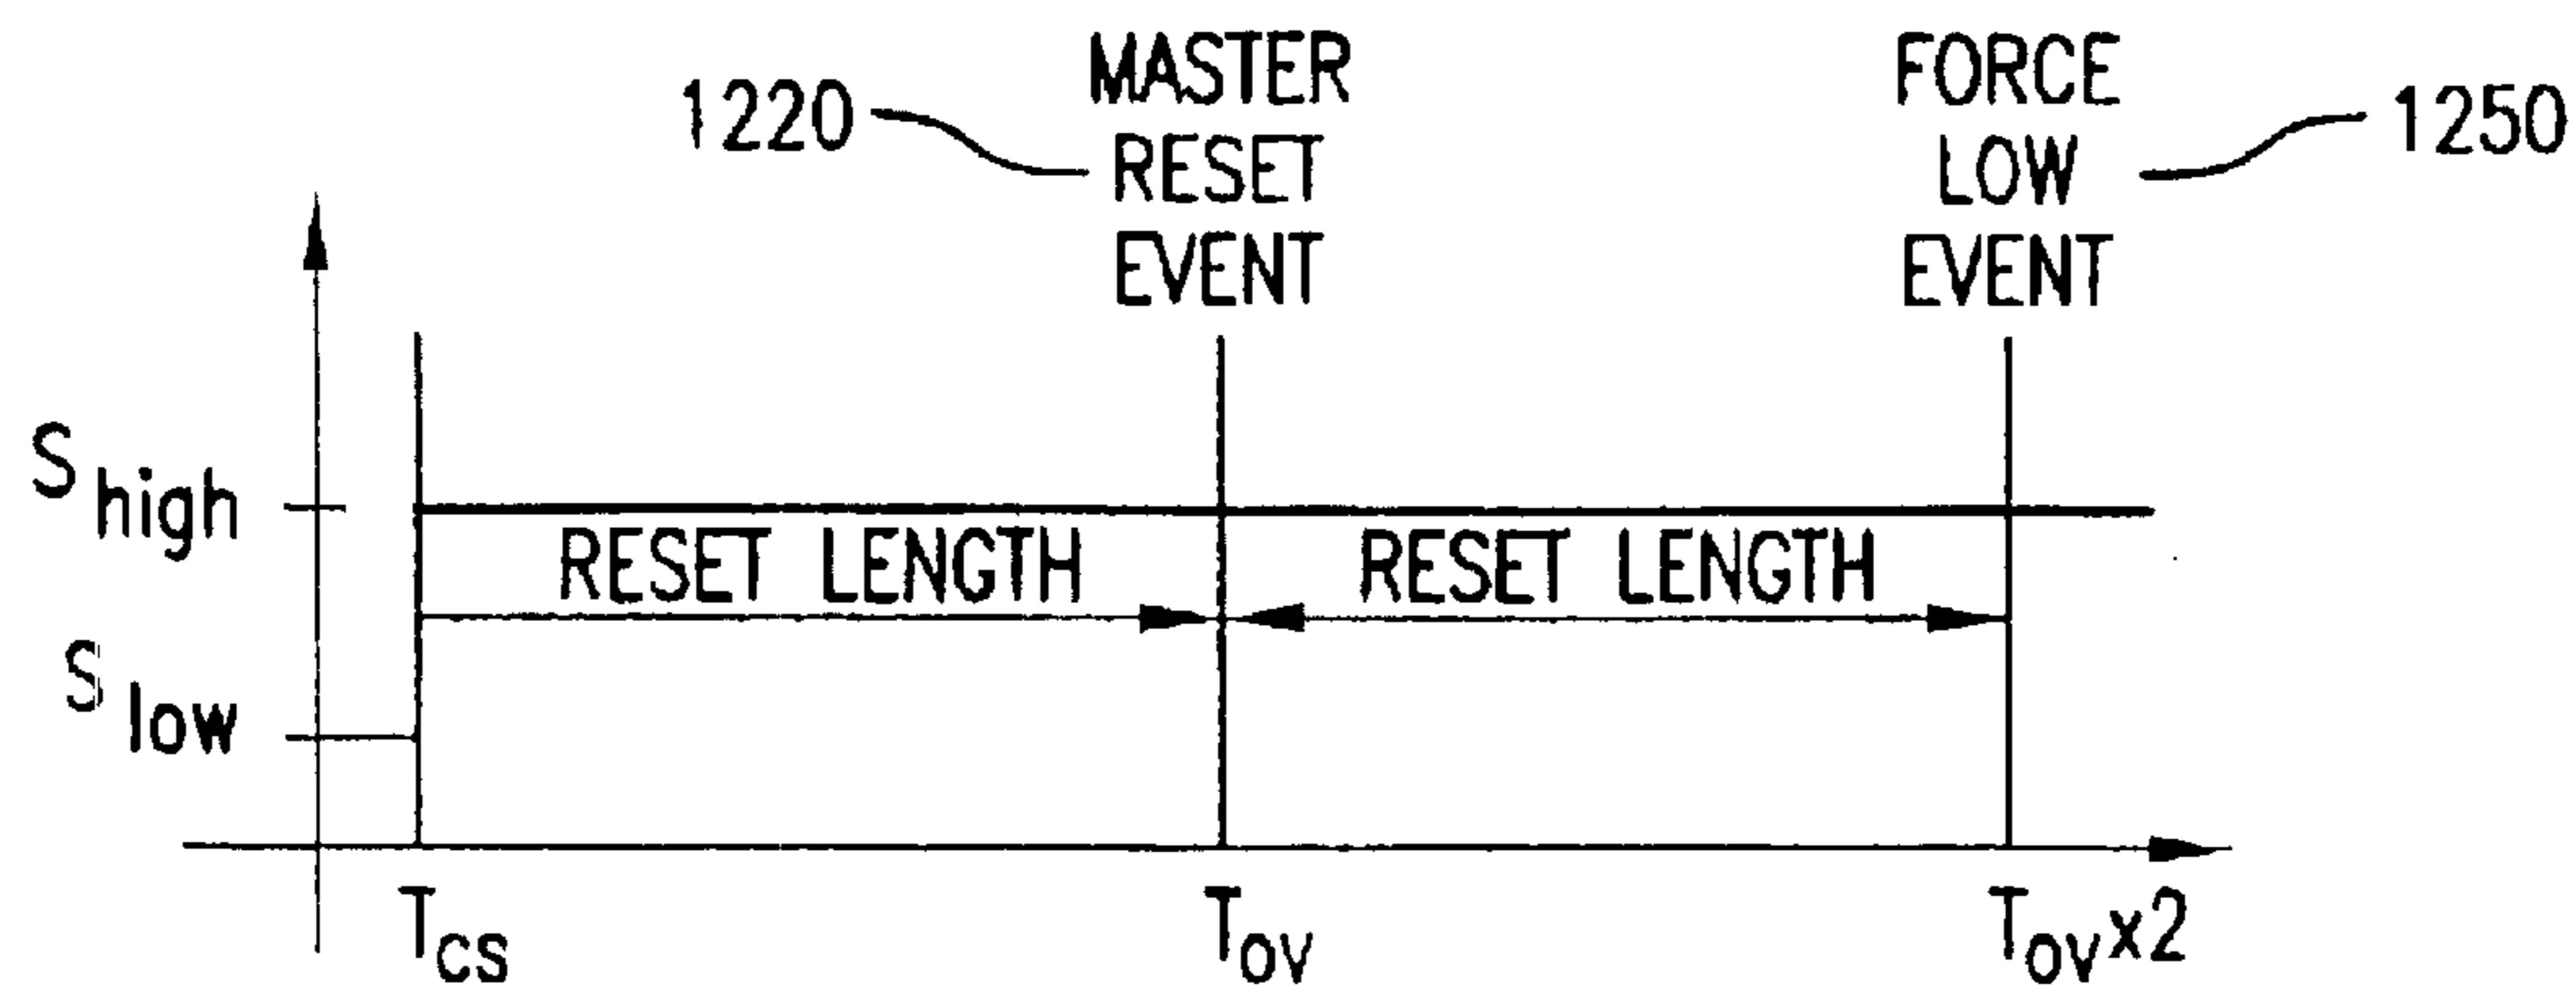 1220
MASTER
RESET
EVENT
FORCE
LOW
EVENT
1250
S high
RESET LENGTH
RESET LENGTH
S low
Tcs
Tov
Tovx2